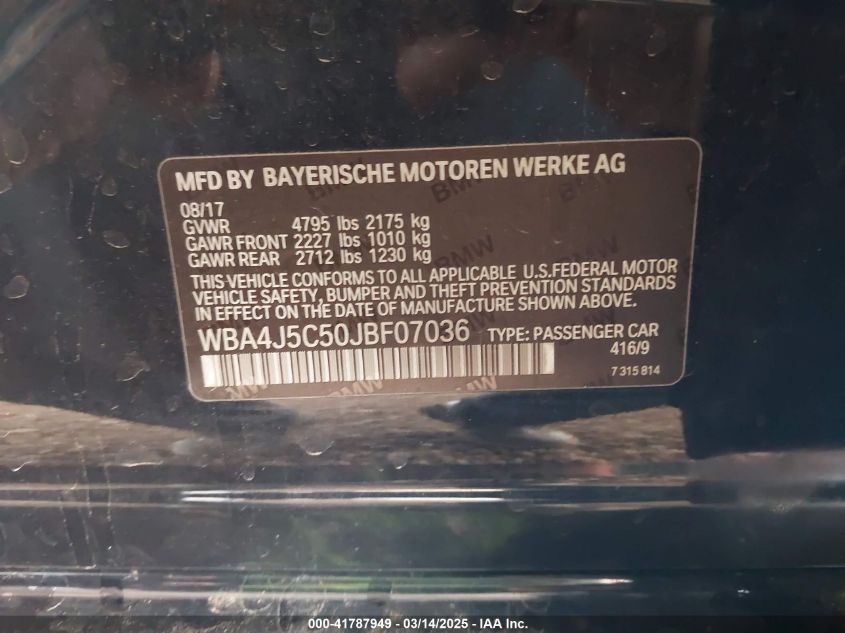 MFD BY BAYERISCHE MOTOREN WERKE AG
08/17
GVWR 4795 lbs 2175 kg
GAWR FRONT 2227 lbs 1010 kg
GAWR REAR 2712 lbs 1230 kg
THIS VEHICLE CONFORMS TO ALL APPLICABLE U.S.FEDERAL MOTOR
VEHICLE SAFETY, BUMPER AND THEFT PREVENTION STANDARDS
IN EFFECT ON THE DATE OF MANUFACTURE SHOWN ABOVE.
WBA4J5C50JBF07036 TYPE: PASSENGER CAR
416/9
7 315 814
000-41787949 - 03/14/2025 - IAA Inc.